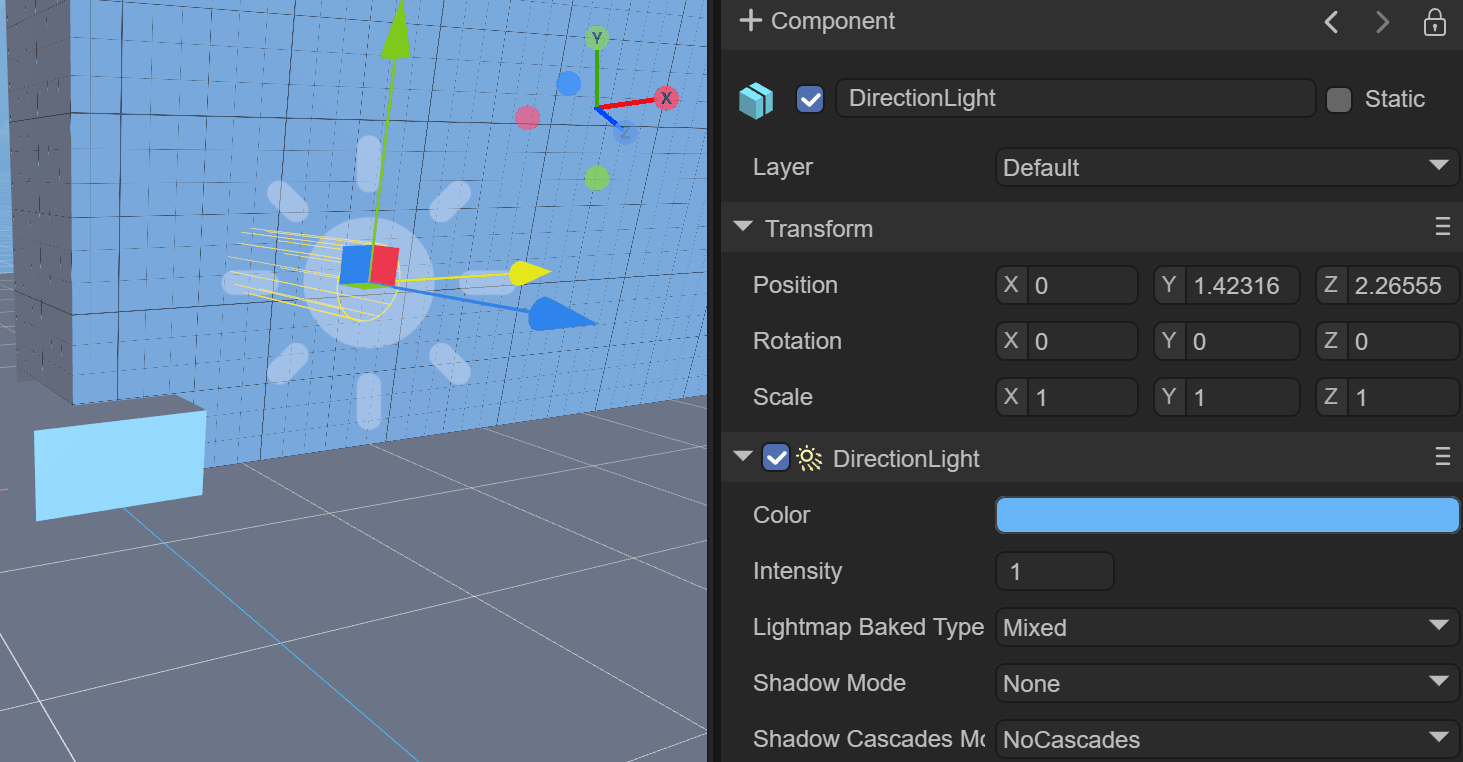 Y
X
Z
Component
DirectionLight
Static
Layer
Default
Transform
Position
X 0
Y 1.42316
Z 2.26555
Rotation
X 0
Y 0
Z 0
Scale
X 1
Y 1
Z 1
DirectionLight
Color
Intensity
1
Lightmap Baked Type
Mixed
Shadow Mode
None
Shadow Cascades Mo
NoCascades